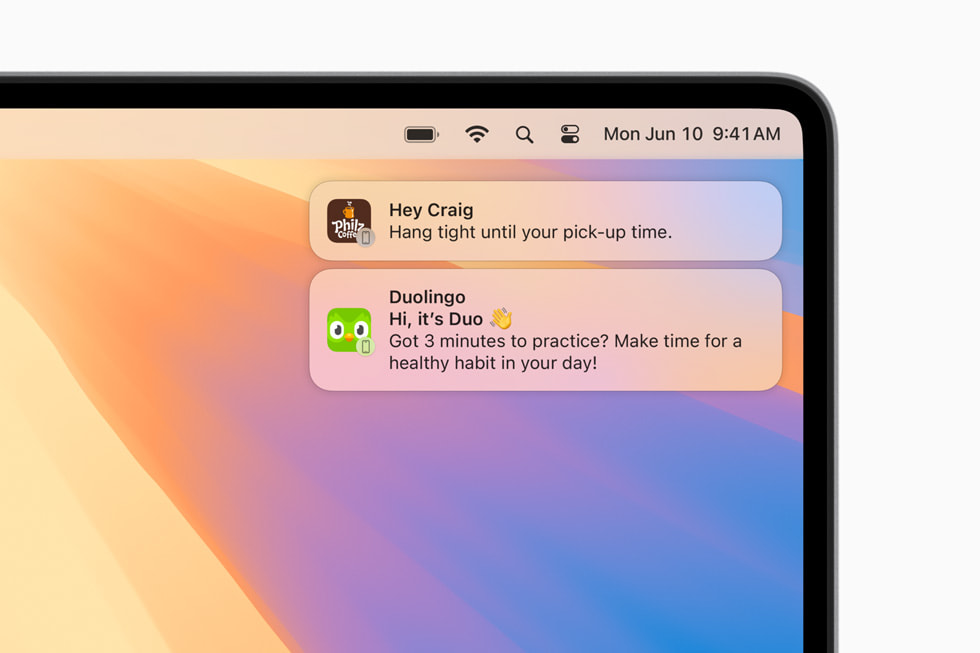 Mon Jun 10 9:41 AM
Philz
Coffee
Hey Craig
Hang tight until your pick-up time.
Duolingo
Hi, it’s Duo 👋
Got 3 minutes to practice? Make time for a
healthy habit in your day!